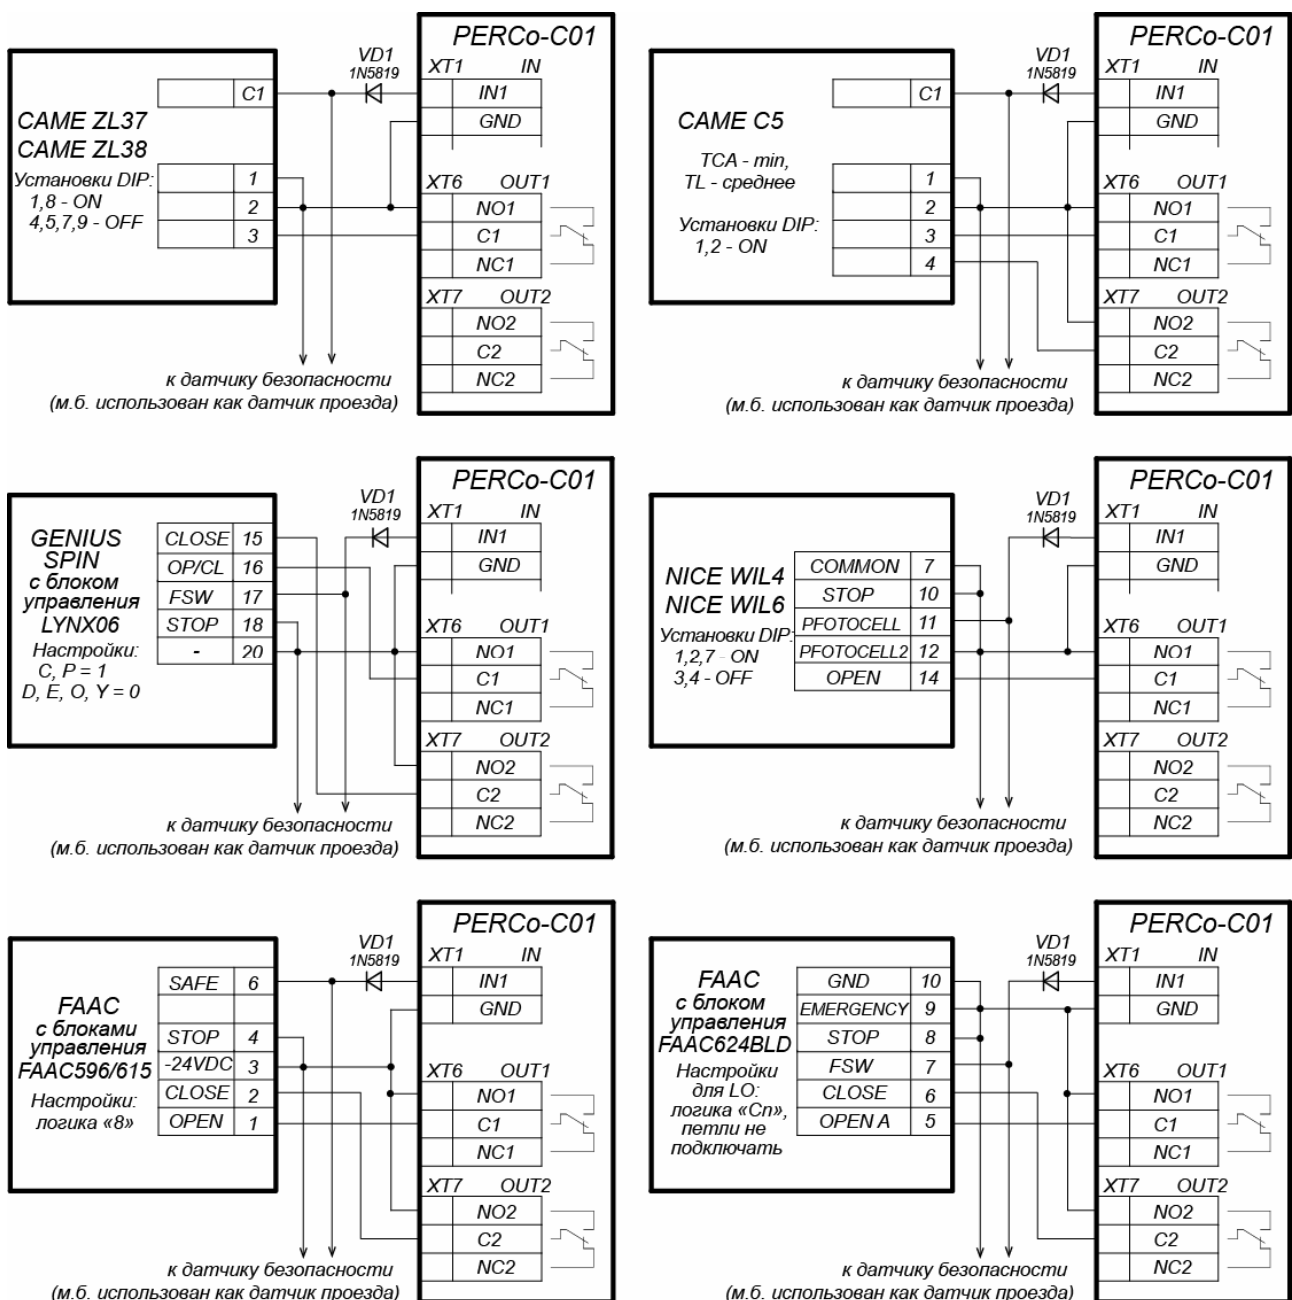 PERCo-C01
VD1
1N5819
XT1 IN
C1 IN1
GND
CAME ZL37
CAME ZL38
Установки DIP:
1,8 - ON
4,5,7,9 - OFF
1
2
3
XT6 OUT1
NO1
C1
NC1
XT7 OUT2
NO2
C2
NC2
к датчику безопасности
(м.б. использован как датчик проезда)
PERCo-C01
VD1
1N5819
XT1 IN
C1 IN1
GND
CAME C5
TCA - min,
TL - среднее
Установки DIP:
1,2 - ON
1
2
3
4
XT6 OUT1
NO1
C1
NC1
XT7 OUT2
NO2
C2
NC2
к датчику безопасности
(м.б. использован как датчик проезда)
PERCo-C01
VD1
1N5819
XT1 IN
IN1
GND
GENIUS
SPIN
с блоком
управления
LYNX06
Настройки:
C, P = 1
D, E, O, Y = 0
CLOSE 15
OP/CL 16
FSW 17
STOP 18
- 20
XT6 OUT1
NO1
C1
NC1
XT7 OUT2
NO2
C2
NC2
к датчику безопасности
(м.б. использован как датчик проезда)
PERCo-C01
VD1
1N5819
XT1 IN
IN1
GND
NICE WIL4
NICE WIL6
Установки DIP:
1,2,7 - ON
3,4 - OFF
COMMON 7
STOP 10
PFOTOCELL 11
PFOTOCELL2 12
OPEN 14
XT6 OUT1
NO1
C1
NC1
XT7 OUT2
NO2
C2
NC2
к датчику безопасности
(м.б. использован как датчик проезда)
PERCo-C01
VD1
1N5819
XT1 IN
IN1
GND
FAAC
с блоками
управления
FAAC596/615
Настройки:
логика «8»
SAFE 6
STOP 4
-24VDC 3
CLOSE 2
OPEN 1
XT6 OUT1
NO1
C1
NC1
XT7 OUT2
NO2
C2
NC2
к датчику безопасности
(м.б. использован как датчик проезда)
PERCo-C01
VD1
1N5819
XT1 IN
IN1
GND
FAAC
с блоком
управления
FAAC624BLD
Настройки
для LO:
логика «Cn»,
петли не
подключать
GND 10
EMERGENCY 9
STOP 8
FSW 7
CLOSE 6
OPEN A 5
XT6 OUT1
NO1
C1
NC1
XT7 OUT2
NO2
C2
NC2
к датчику безопасности
(м.б. использован как датчик проезда)